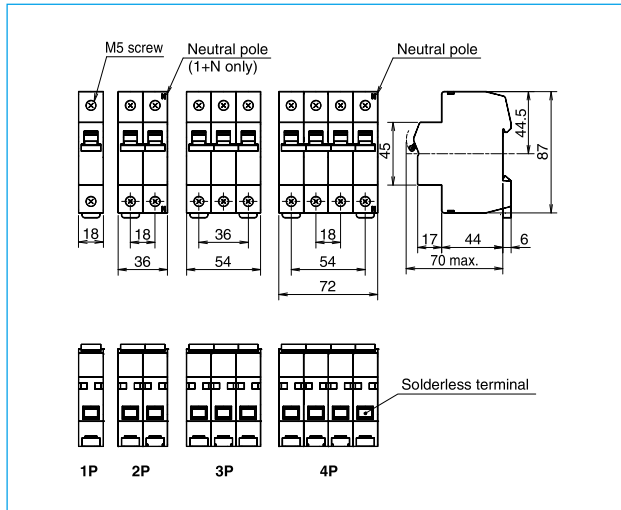 M5 screw
Neutral pole
(1+N only)
Neutral pole
N
N
45
44.5
87
N
N
18
18
36
18
17
44
6
36
54
54
70 max.
72
Solderless terminal
1P
2P
3P
4P